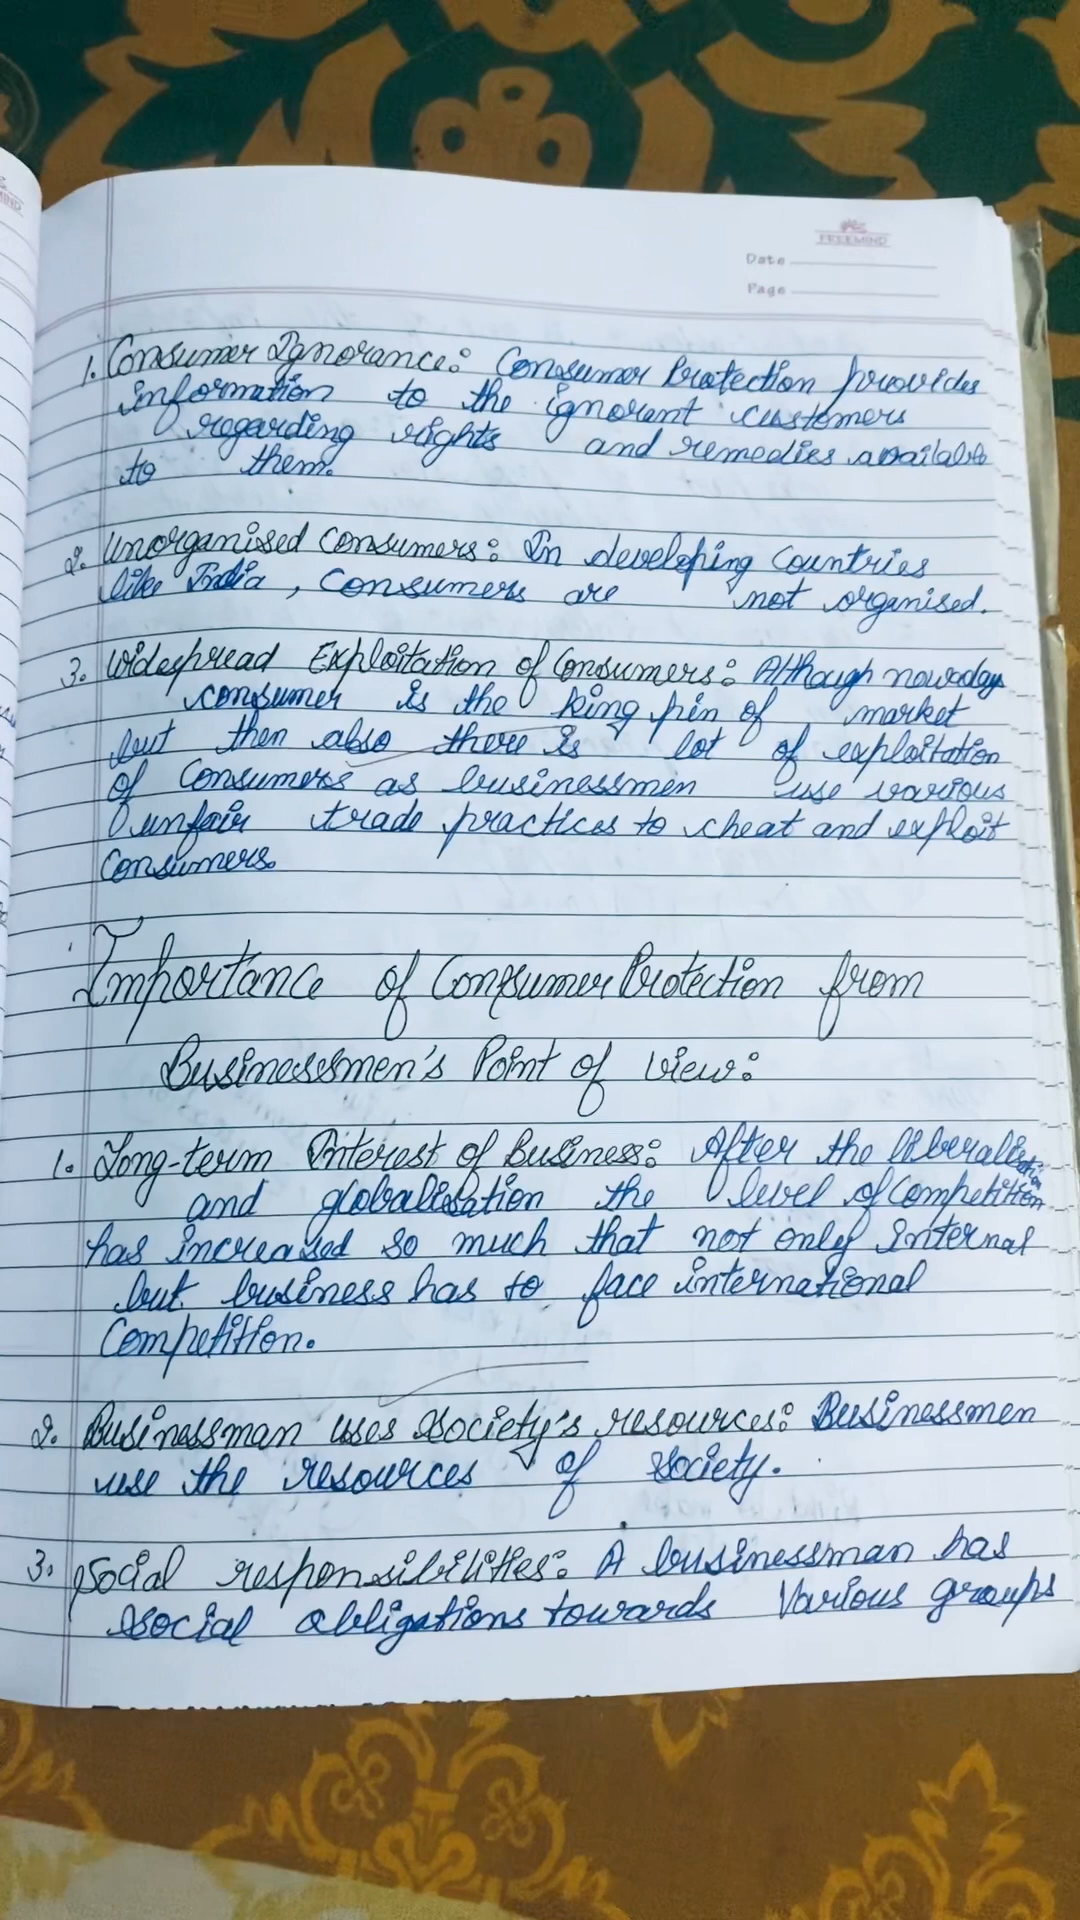 FREEMIND
Date
Page
1. Consumer Ignorance: Consumer Protection provides
information to the ignorant customers
regarding rights and remedies available
to them.
2. Unorganised Consumers: In developing Countries
like India, Consumers are not organised.
3. Widespread Exploitation of Consumers: Although nowaday
consumer is the king pin of market
but then also there is lot of exploitation
of Consumers as businessmen use various
unfair trade practices to cheat and exploit
Consumers.
Importance of Consumer Protection from
Businessmen's Point of view:
1. Long-term Interest of Business: After the liberalisation
and globalisation the level of Competition
has increased so much that not only internal
but business has to face international
Competition.
2. Businessman uses Society's resources: Businessmen
use the resources of society.
3. Social responsibilities: A businessman has
social obligations towards Various groups